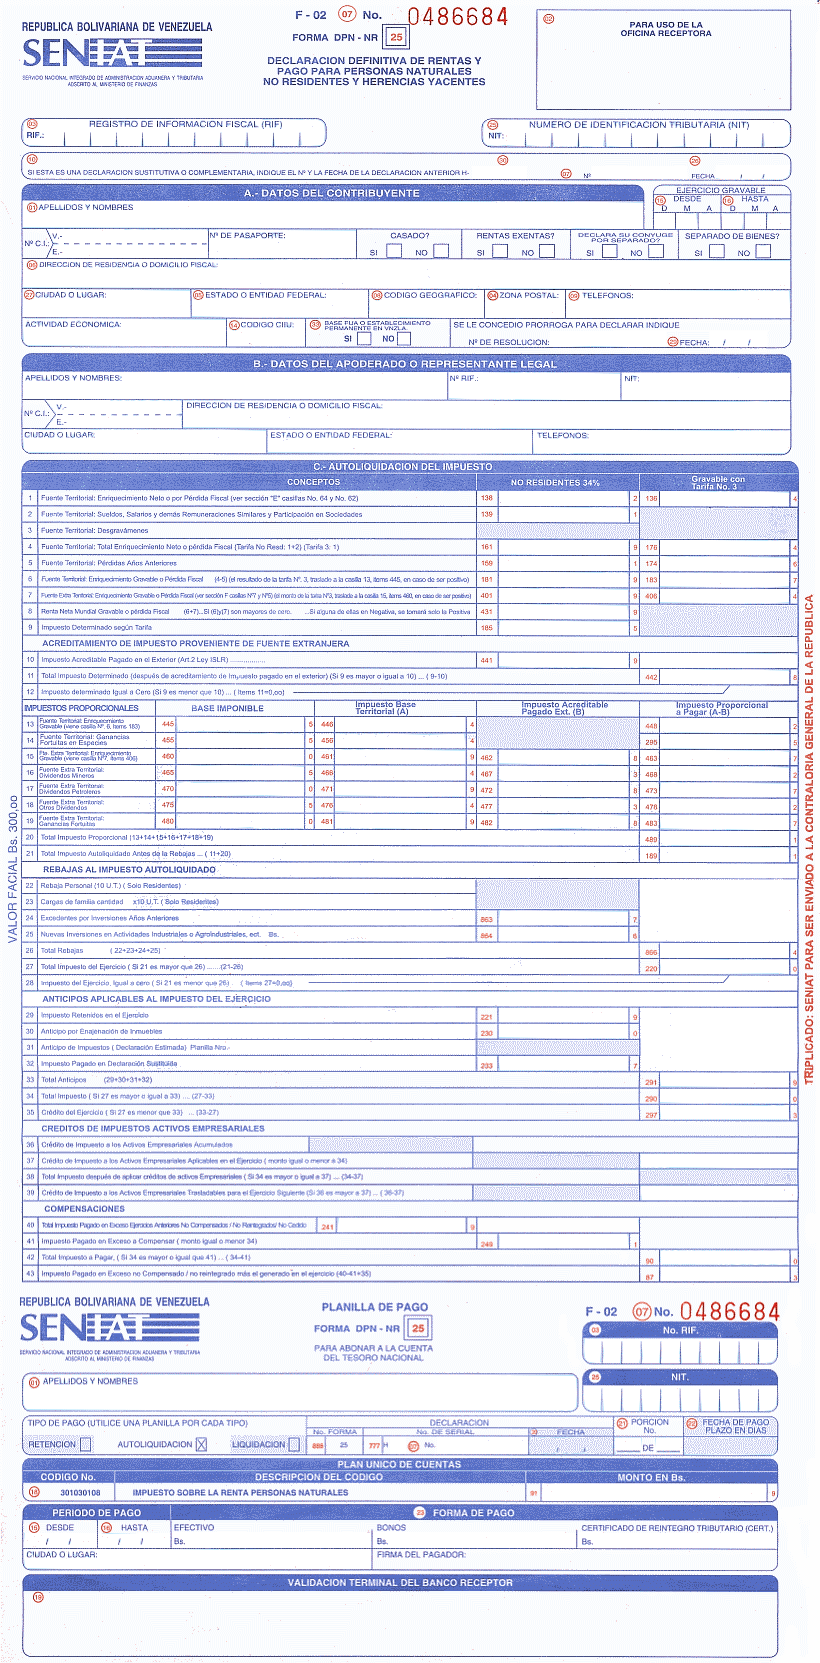 REPUBLICA BOLIVARIANA DE VENEZUELA
SENIAT
SERVICIO NACIONAL INTEGRADO DE ADMINISTRACION ADUANERA Y TRIBUTARIA
ADSCRITO AL MINISTERIO DE FINANZAS
F - 02 07 No. 0486684
FORMA DPN - NR 25
DECLARACION DEFINITIVA DE RENTAS Y
PAGO PARA PERSONAS NATURALES
NO RESIDENTES Y HERENCIAS YACENTES
02 PARA USO DE LA
OFICINA RECEPTORA
03 REGISTRO DE INFORMACION FISCAL (RIF)
RIF.:
25 NUMERO DE IDENTIFICACION TRIBUTARIA (NIT)
NIT:
10 SI ESTA ES UNA DECLARACION SUSTITUTIVA O COMPLEMENTARIA, INDIQUE EL Nº Y LA FECHA DE LA DECLARACION ANTERIOR H- 30 07 Nº 26 FECHA / /
A.- DATOS DEL CONTRIBUYENTE
EJERCICIO GRAVABLE
15 DESDE 16 HASTA
D M A D M A
01 APELLIDOS Y NOMBRES
Nº C.I.: V.- E.-
Nº DE PASAPORTE:
CASADO? SI NO
RENTAS EXENTAS? SI NO
DECLARA SU CONYUGE POR SEPARADO? SI NO
SEPARADO DE BIENES? SI NO
DIRECCION DE RESIDENCIA O DOMICILIO FISCAL:
CIUDAD O LUGAR:
ESTADO O ENTIDAD FEDERAL:
CODIGO GEOGRAFICO:
ZONA POSTAL:
09 TELEFONOS:
ACTIVIDAD ECONOMICA:
14 CODIGO CIIU:
BASE FIJA O ESTABLECIMIENTO PERMANENTE EN VNZLA. SI NO
SE LE CONCEDIO PRORROGA PARA DECLARAR INDIQUE
Nº DE RESOLUCION: FECHA: / /
B.- DATOS DEL APODERADO O REPRESENTANTE LEGAL
APELLIDOS Y NOMBRES: Nº RIF.: NIT:
Nº C.I.: V.- E.- DIRECCION DE RESIDENCIA O DOMICILIO FISCAL:
CIUDAD O LUGAR: ESTADO O ENTIDAD FEDERAL: TELEFONOS:
C.- AUTOLIQUIDACION DEL IMPUESTO
CONCEPTOS NO RESIDENTES 34% Gravable con Tarifa No. 3
1 Fuente Territorial: Enriquecimiento Neto o por Pérdida Fiscal (ver sección "E" casillas No. 64 y No. 62) 138 2 136 4
2 Fuente Territorial: Sueldos, Salarios y demás Remuneraciones Similares y Participación en Sociedades 139 1
3 Fuente Territorial: Desgravámenes
4 Fuente Territorial: Total Enriquecimiento Neto o pérdida Fiscal (Tarifa No Resd: 1+2) (Tarifa 3: 1) 161 9 176 4
5 Fuente Territorial: Pérdidas Años Anteriores 159 1 174 6
6 Fuente Territorial: Enriquecimiento Gravable o Pérdida Fiscal (4-5) (el resultado de la tarifa Nº. 3, traslade a la casilla 13, items 445, en caso de ser positivo) 181 9 183 7
7 Fuente Extra Territorial: Enriquecimiento Gravable o Pérdida Fiscal (ver sección F casillas Nº7 y Nº5) (el monto de la tarifa Nº3, traslade a la casilla 15, items 460, en caso de ser positivo) 401 9 406 4
8 Renta Neta Mundial Gravable o pérdida Fiscal (6+7)..Si (6)y(7) son mayores de cero. ...Si alguna de ellas en Negativa, se tomará solo la Positiva 431 9
9 Impuesto Determinado según Tarifa 185 5
ACREDITAMIENTO DE IMPUESTO PROVENIENTE DE FUENTE EXTRANJERA
10 Impuesto Acreditable Pagado en el Exterior (Art.2 Ley ISLR) .................. 441 9
11 Total Impuesto Determinado (después de acreditamiento de Impuesto pagado en el exterior) (Si 9 es mayor o igual a 10) ... ( 9-10) 442 8
12 Impuesto determinado Igual a Cero (Si 9 es menor que 10) ... ( Items 11=0,oo)
IMPUESTOS PROPORCIONALES BASE IMPONIBLE Impuesto Base Territorial (A) Impuesto Acreditable Pagado Ext. (B) Impuesto Proporcional a Pagar (A-B)
13 Fuente Territorial: Enriquecimiento Gravable (viene casilla Nº. 6, Items 183) 445 5 446 4 448 2
14 Fuente Territorial: Ganancias Fortuitas en Especies 455 5 456 4 295 5
15 Fte. Extra Territorial: Enriquecimiento Gravable (viene casilla Nº7, items 406) 460 0 461 9 462 8 463 7
16 Fuente Extra Territorial: Dividendos Mineros 465 5 466 4 467 3 468 2
17 Fuente Extra Territorial: Dividendos Petroleros 470 0 471 9 472 8 473 7
18 Fuente Extra Territorial: Otros Dividendos 475 5 476 4 477 3 478 2
19 Fuente Extra Territorial: Ganancias Fortuitas 480 0 481 9 482 8 483 7
20 Total Impuesto Proporcional (13+14+15+16+17+18+19) 489 1
21 Total Impuesto Autoliquidado Antes de la Rebajas ... ( 11+20) 189 1
REBAJAS AL IMPUESTO AUTOLIQUIDADO
22 Rebaja Personal (10 U.T.) ( Solo Residentes)
23 Cargas de familia cantidad x10 U.T. ( Solo Residentes)
24 Excedentes por Inversiones Años Anteriores 863 7
25 Nuevas Inversiones en Actividades Industriales o Agroindustriales, ect. Bs. 864 6
26 Total Rebajas ( 22+23+24+25) 866 4
27 Total Impuesto del Ejercicio ( Si 21 es mayor que 26) ......(21-26) 220 0
28 Impuesto del Ejercicio, Igual a cero ( Si 21 es menor que 26) . ( Items 27=0,oo)
ANTICIPOS APLICABLES AL IMPUESTO DEL EJERCICIO
29 Impuesto Retenidos en el Ejercicio 221 9
30 Anticipo por Enajenación de Inmuebles 230 0
31 Anticipo de Impuestos ( Declaración Estimada) Planilla Nro.-
32 Impuesto Pagado en Declaración Sustituida 233 7
33 Total Anticipos (29+30+31+32) 291 9
34 Total Impuesto ( Si 27 es mayor a 33) .... (27-33) 290 0
35 Crédito del Ejercicio ( Si 27 es menor que 33) ... (33-27) 297 3
CREDITOS DE IMPUESTOS ACTIVOS EMPRESARIALES
36 Crédito de Impuesto a los Activos Empresariales Acumulados
37 Crédito de Impuesto a los Activos Empresariales Aplicables en el Ejercicio ( monto igual o menor a 34)
38 Total Impuesto después de aplicar créditos de activos Empresariales ( Si 34 es mayor o igual a 37) ... (34-37)
39 Crédito de Impuesto a los Activos Empresariales Trasladables para el Ejercicio Siguiente (Si 36 es mayor a 37) ... ( 36-37)
COMPENSACIONES
40 Total Impuesto Pagado en Exceso Ejercicios Anteriores No Compensados / No Reintegrados/ No Cedido 241 9
41 Impuesto Pagado en Exceso a Compensar ( monto igual o menor 34) 249 1
42 Total Impuesto a Pagar, ( Si 34 es mayor o igual que 41) ... ( 34-41) 90 0
43 Impuesto Pagado en Exceso no Compensado / no reintegrado más el generado en el ejercicio (40-41+35) 87 3
VALOR FACIAL Bs. 300,oo
TRIPLICADO: SENIAT PARA SER ENVIADO A LA CONTRALORIA GENERAL DE LA REPUBLICA
REPUBLICA BOLIVARIANA DE VENEZUELA
SENIAT
SERVICIO NACIONAL INTEGRADO DE ADMINISTRACION ADUANERA Y TRIBUTARIA
ADSCRITO AL MINISTERIO DE FINANZAS
PLANILLA DE PAGO
FORMA DPN - NR 25
PARA ABONAR A LA CUENTA
DEL TESORO NACIONAL
F - 02 07 No. 0486684
03 No. RIF.
25 NIT.
01 APELLIDOS Y NOMBRES
TIPO DE PAGO (UTILICE UNA PLANILLA POR CADA TIPO)
RETENCION AUTOLIQUIDACION X LIQUIDACION
DECLARACION
No. FORMA No. DE SERIAL FECHA
25 777 H 07 No. / /
21 PORCION No. DE
22 FECHA DE PAGO PLAZO EN DIAS
PLAN UNICO DE CUENTAS
CODIGO No. DESCRIPCION DEL CODIGO MONTO EN Bs.
301030108 IMPUESTO SOBRE LA RENTA PERSONAS NATURALES 91 9
PERIODO DE PAGO 23 FORMA DE PAGO
15 DESDE 16 HASTA EFECTIVO BONOS CERTIFICADO DE REINTEGRO TRIBUTARIO (CERT.)
/ / / / Bs. Bs. Bs.
CIUDAD O LUGAR: FIRMA DEL PAGADOR:
VALIDACION TERMINAL DEL BANCO RECEPTOR
19